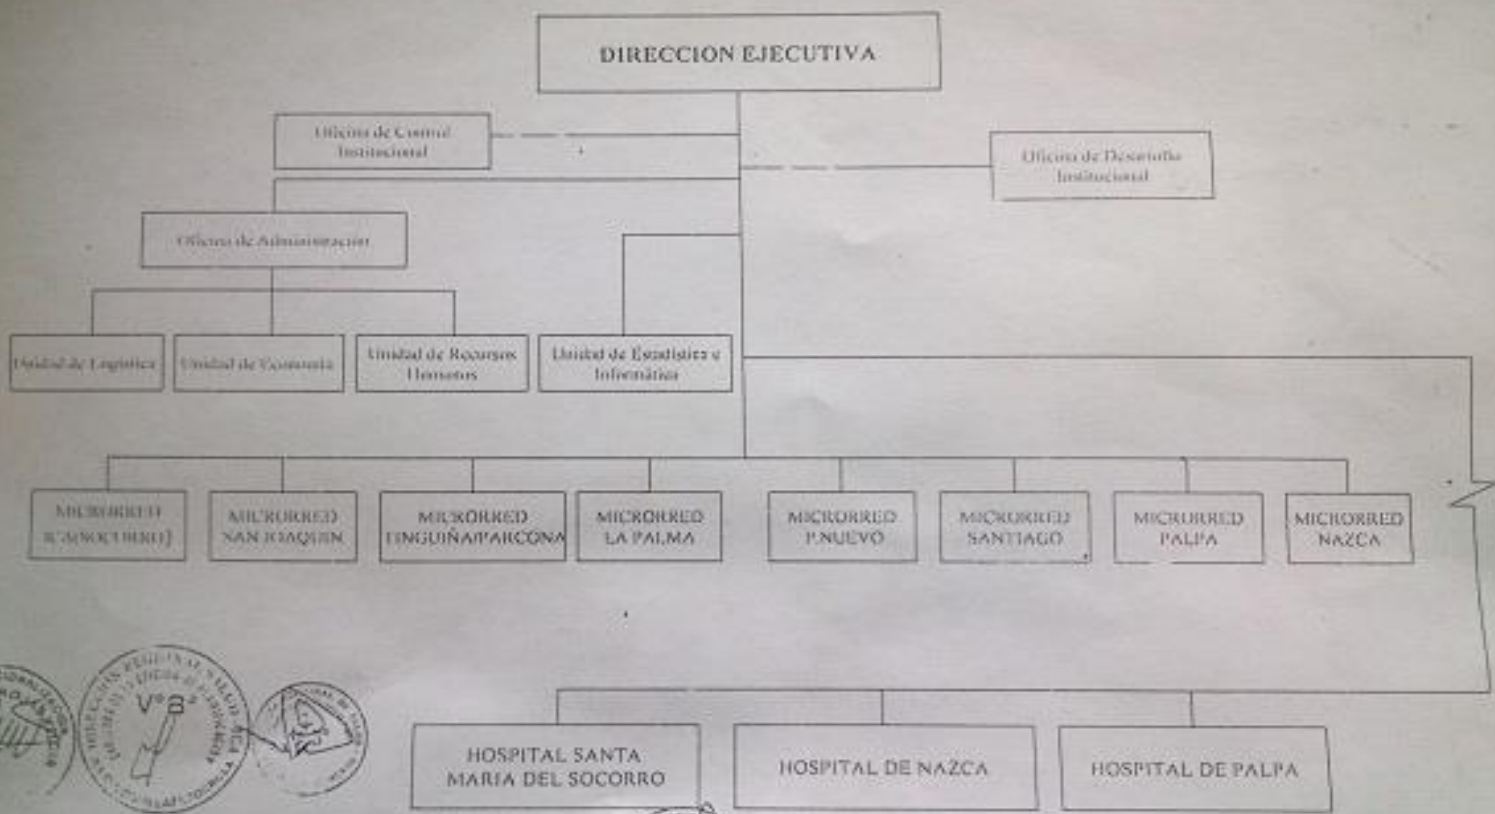 DIRECCION EJECUTIVA
Oficina de Control
Institucional
Oficina de Desarrollo
Institucional
Oficina de Administración
Unidad de Logística
Unidad de Economía
Unidad de Recursos
Humanos
Unidad de Estadística e
Informática
MICRORRED
MICRORRED
SAN JOAQUIN
MICRORRED
TINGUIÑA/PARCONA
MICRORRED
LA PALMA
MICRORRED
P.NUEVO
MICRORRED
SANTIAGO
MICRORRED
PALPA
MICRORRED
NAZCA
V°B°
HOSPITAL SANTA
MARIA DEL SOCORRO
HOSPITAL DE NAZCA
HOSPITAL DE PALPA